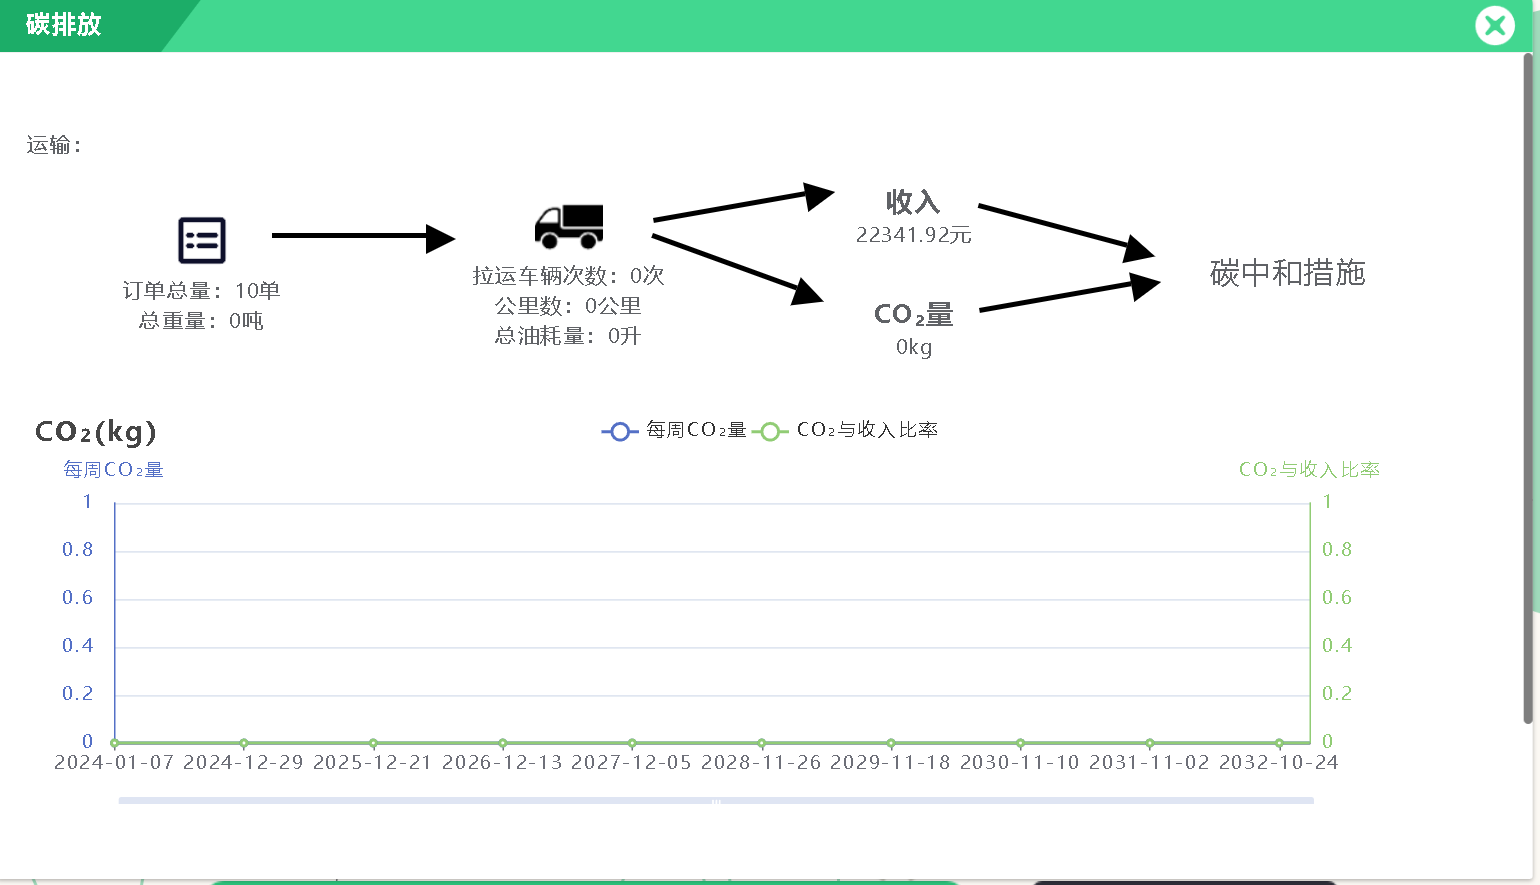 碳排放
运输：
订单总量：10单
总重量：0吨
拉运车辆次数：0次
公里数：0公里
总油耗量：0升
收入
22341.92元
CO₂量
0kg
碳中和措施
CO₂(kg)
每周CO₂量 CO₂与收入比率
每周CO₂量
CO₂与收入比率
1 1
0.8 0.8
0.6 0.6
0.4 0.4
0.2 0.2
0 0
2024-01-07 2024-12-29 2025-12-21 2026-12-13 2027-12-05 2028-11-26 2029-11-18 2030-11-10 2031-11-02 2032-10-24